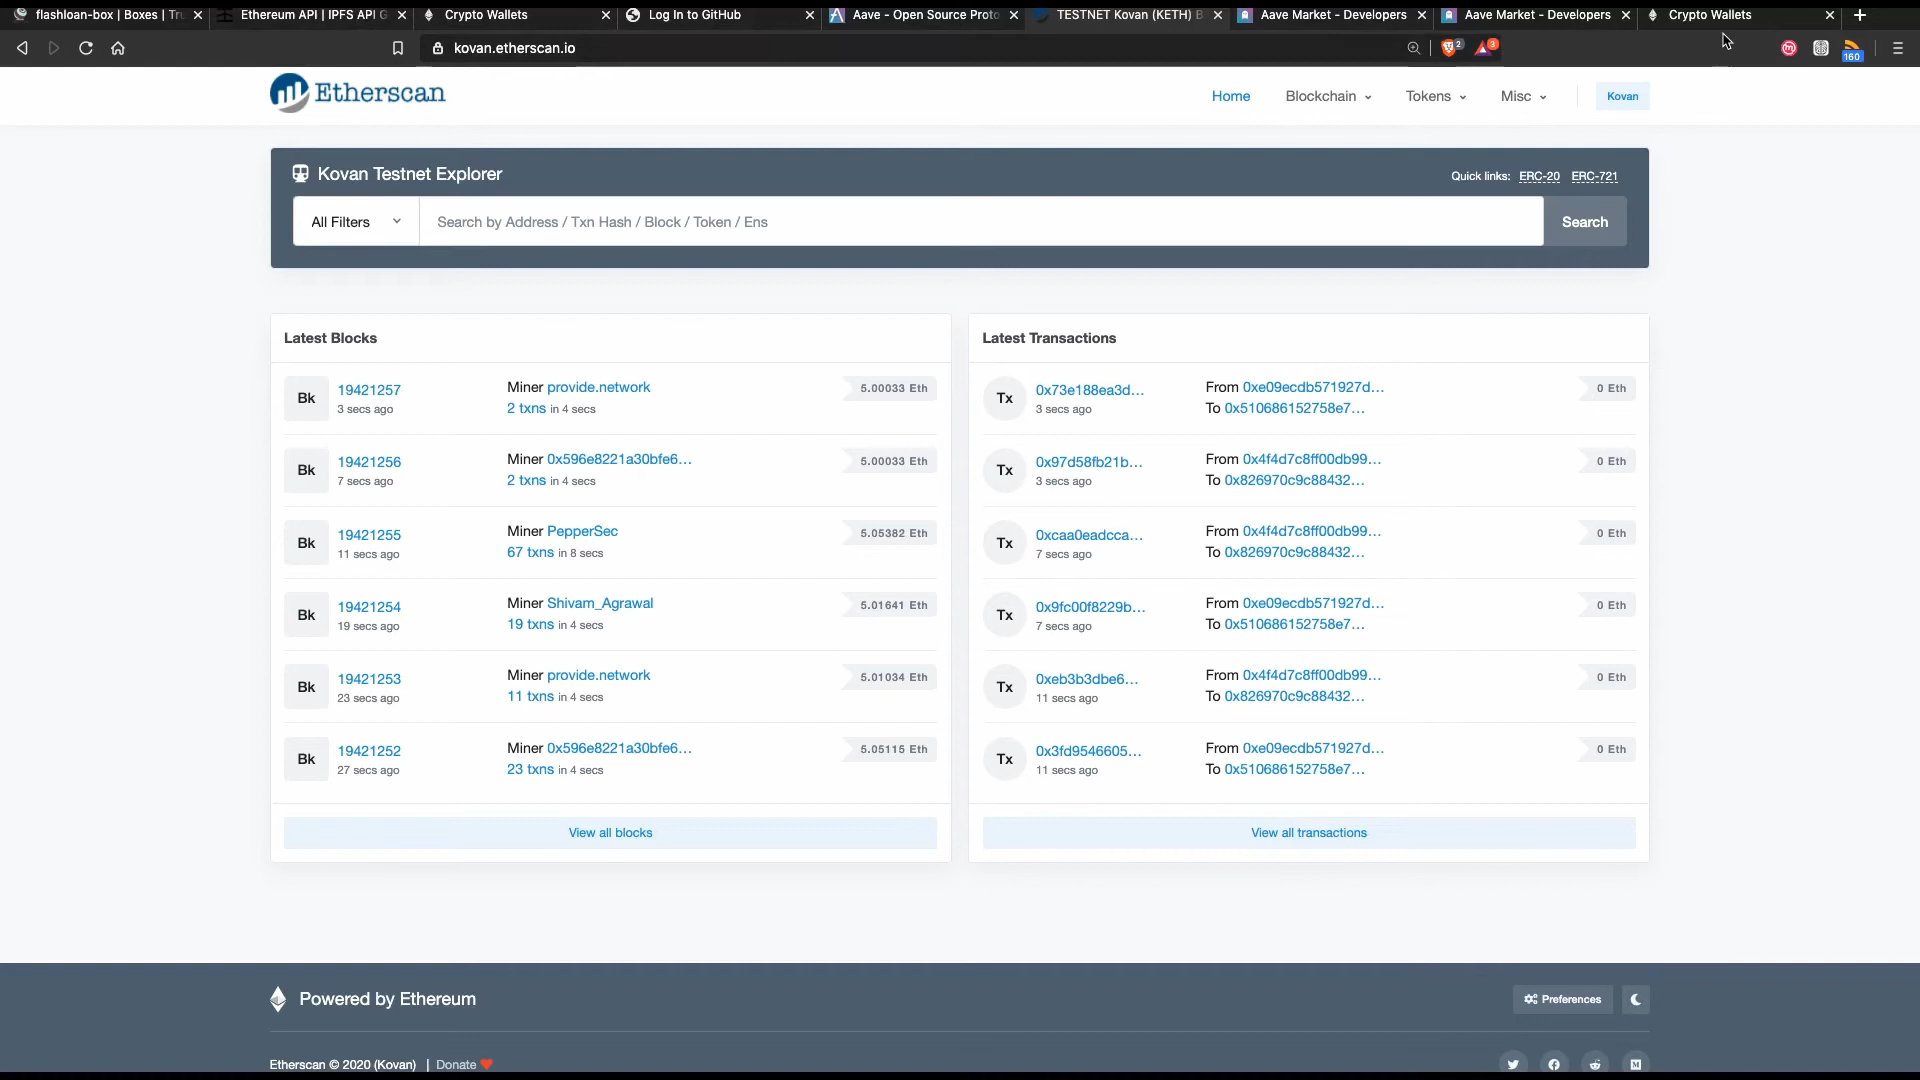 flashloan-box | Boxes | Tru
Ethereum API | IPFS API G
Crypto Wallets
Log In to GitHub
Aave - Open Source Proto
TESTNET Kovan (KETH) B
Aave Market - Developers
Aave Market - Developers
Crypto Wallets
kovan.etherscan.io
2
3
160
Etherscan
Home
Blockchain
Tokens
Misc
Kovan
Kovan Testnet Explorer
Quick links: ERC-20 ERC-721
All Filters
Search by Address / Txn Hash / Block / Token / Ens
Search
Latest Blocks
Bk
19421257
3 secs ago
Miner provide.network
2 txns in 4 secs
5.00033 Eth
Bk
19421256
7 secs ago
Miner 0x596e8221a30bfe6...
2 txns in 4 secs
5.00033 Eth
Bk
19421255
11 secs ago
Miner PepperSec
67 txns in 8 secs
5.05382 Eth
Bk
19421254
19 secs ago
Miner Shivam_Agrawal
19 txns in 4 secs
5.01641 Eth
Bk
19421253
23 secs ago
Miner provide.network
11 txns in 4 secs
5.01034 Eth
Bk
19421252
27 secs ago
Miner 0x596e8221a30bfe6...
23 txns in 4 secs
5.05115 Eth
View all blocks
Latest Transactions
Tx
0x73e188ea3d...
3 secs ago
From 0xe09ecdb571927d...
To 0x510686152758e7...
0 Eth
Tx
0x97d58fb21b...
3 secs ago
From 0x4f4d7c8ff00db99...
To 0x826970c9c88432...
0 Eth
Tx
0xcaa0eadcca...
7 secs ago
From 0x4f4d7c8ff00db99...
To 0x826970c9c88432...
0 Eth
Tx
0x9fc00f8229b...
7 secs ago
From 0xe09ecdb571927d...
To 0x510686152758e7...
0 Eth
Tx
0xeb3b3dbe6...
11 secs ago
From 0x4f4d7c8ff00db99...
To 0x826970c9c88432...
0 Eth
Tx
0x3fd9546605...
11 secs ago
From 0xe09ecdb571927d...
To 0x510686152758e7...
0 Eth
View all transactions
Powered by Ethereum
Preferences
Etherscan © 2020 (Kovan) | Donate